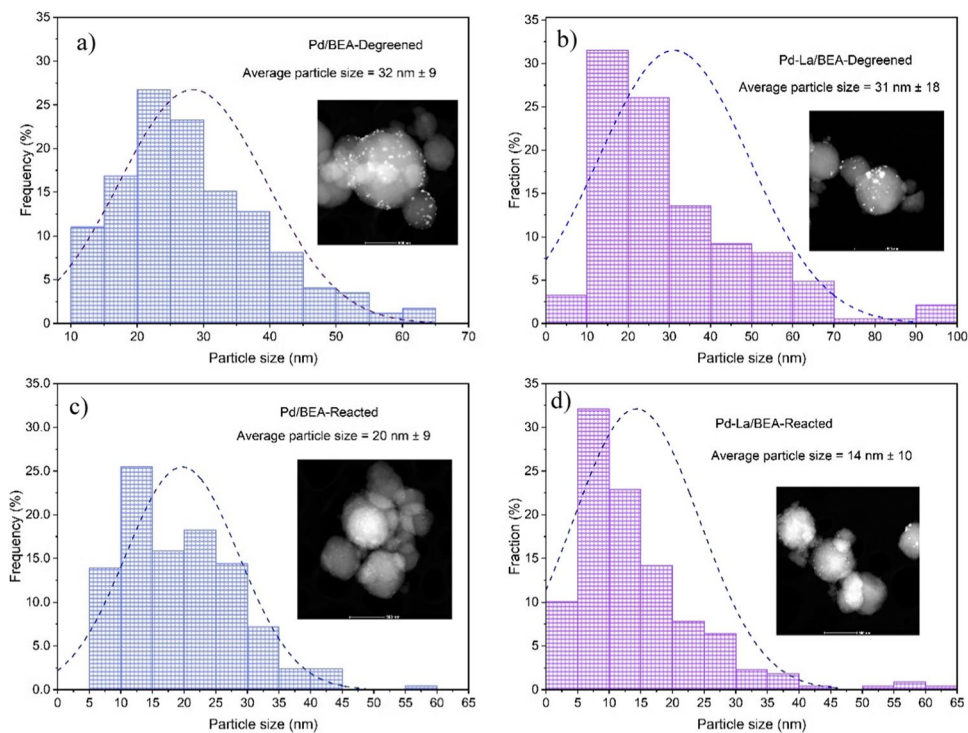 a)
Pd/BEA-Degreened
Average particle size = 32 nm ± 9
Frequency (%)
35
30
25
20
15
10
5
0
10 20 30 40 50 60 70
Particle size (nm)
b)
Pd-La/BEA-Degreened
Average particle size = 31 nm ± 18
Fraction (%)
35
30
25
20
15
10
5
0
0 10 20 30 40 50 60 70 80 90 100
Particle size (nm)
c)
Pd/BEA-Reacted
Average particle size = 20 nm ± 9
Frequency (%)
35.0
30.0
25.0
20.0
15.0
10.0
5.0
0.0
0 5 10 15 20 25 30 35 40 45 50 55 60 65
Particle size (nm)
d)
Pd-La/BEA-Reacted
Average particle size = 14 nm ± 10
Fraction (%)
35
30
25
20
15
10
5
0
0 5 10 15 20 25 30 35 40 45 50 55 60 65
Particle size (nm)